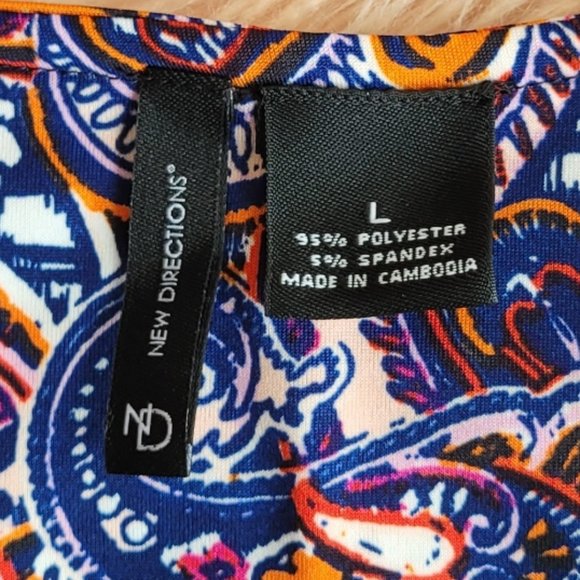 NEW DIRECTIONS®
ND
L
95% POLYESTER
5% SPANDEX
MADE IN CAMBODIA